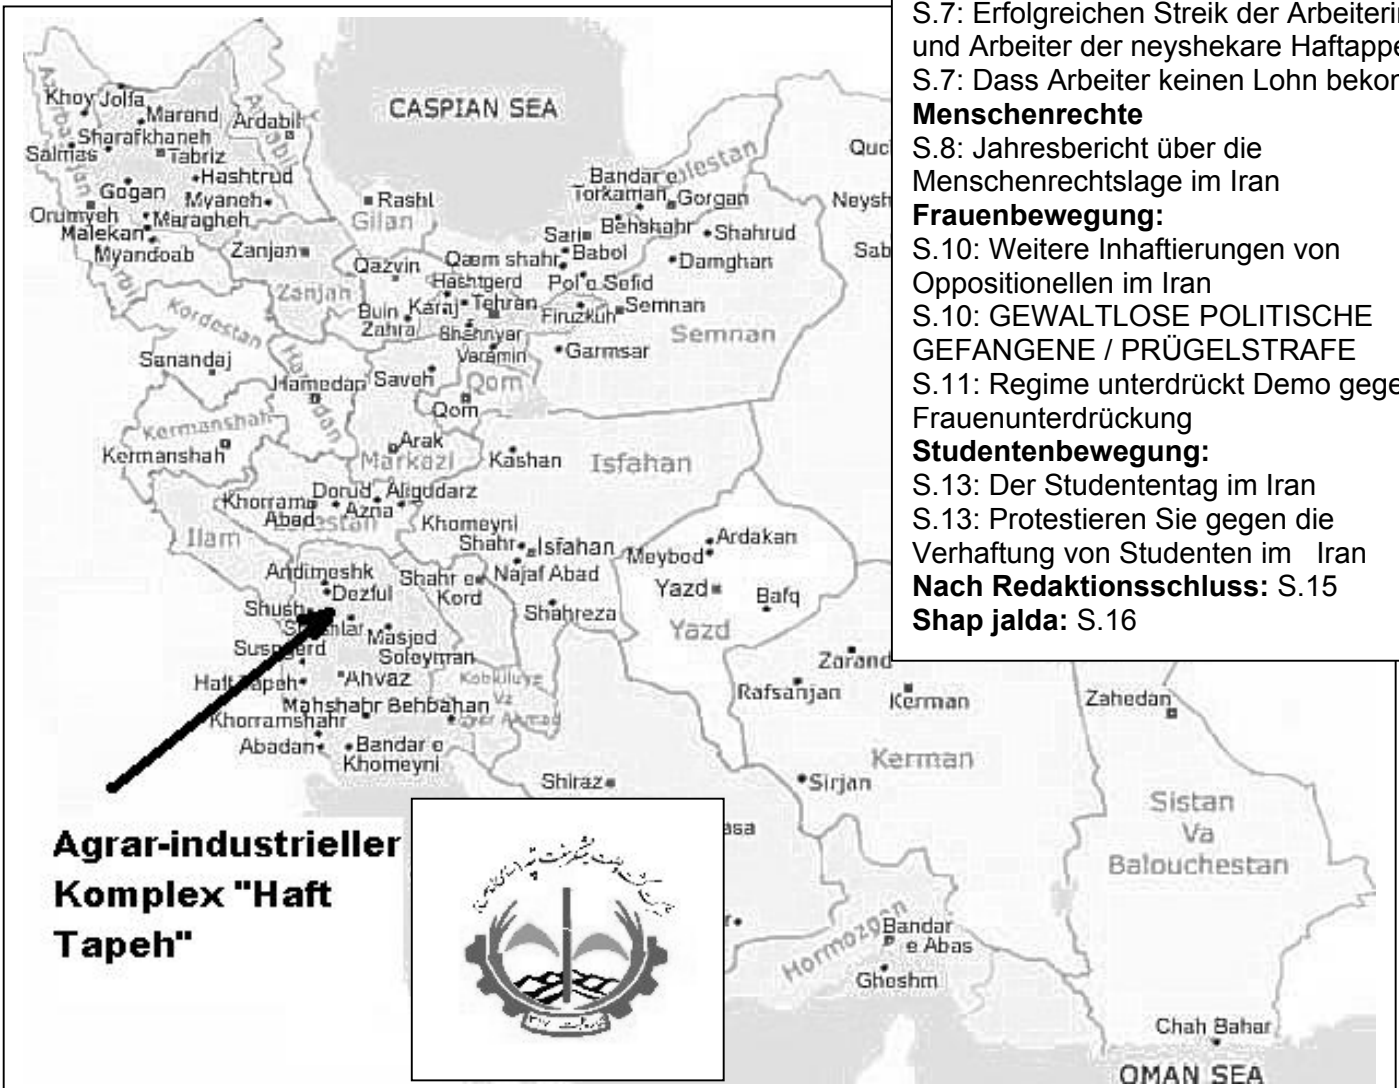 S.7: Erfolgreichen Streik der
und Arbeiter der neyshekare
S.7: Dass Arbeiter keinen Lohn
Menschenrechte
S.8: Jahresbericht über die
Menschenrechtslage im Iran
Frauenbewegung:
S.10: Weitere Inhaftierungen von
Oppositionellen im Iran
S.10: GEWALTLOSE POLITISCHE
GEFANGENE / PRÜGELSTRAFE
S.11: Regime unterdrückt Demo
Frauenunterdrückung
Studentenbewegung:
S.13: Der Studententag im Iran
S.13: Protestieren Sie gegen die
Verhaftung von Studenten im Iran
Nach Redaktionsschluss: S.15
Shap jalda: S.16
CASPIAN SEA
Khoy
Jolfa
Marand
Ardabil
Sharafkhaneh
Salmas
Tabriz
Hashtrud
Gogan
Myaneh
Orumyeh
Maragheh
Malekan
Myandoab
Zanjan
Zanjan
Rasht
Gilan
Bandar e
Torkaman
Gorgan
Behshahr
Shahrud
Sari
Babol
Qaem shahr
Damghan
Pol e Sefid
Qazvin
Hashtgerd
Karaj
Tehran
Buin
Zahra
Shahryar
Varamin
Firuzkuh
Semnan
Semnan
Garmsar
Kordestan
Sanandaj
Hamedan
Saveh
Qom
Qom
Kermanshah
Kermanshah
Arak
Markazi
Kashan
Isfahan
Khorram
Abad
Dorud
Azna
Aligudarz
Ilam
Khomeyni
Shahr
Isfahan
Najaf Abad
Shahreza
Meybod
Ardakan
Yazd
Bafq
Yazd
Andimeshk
Dezful
Shush
Shahr e
Kord
Masjed
Soleyman
Haft Tapeh
Ahvaz
Mahshahr
Behbahan
Khorramshahr
Abadan
Bandar e
Khomeyni
Shiraz
Zarand
Rafsanjan
Kerman
Kerman
Sirjan
Zahedan
Sistan
Va
Balouchestan
Hormozgan
Bandar
e Abas
Gheshm
Chah Bahar
OMAN SEA
Agrar-industrieller
Komplex "Haft
Tapeh"